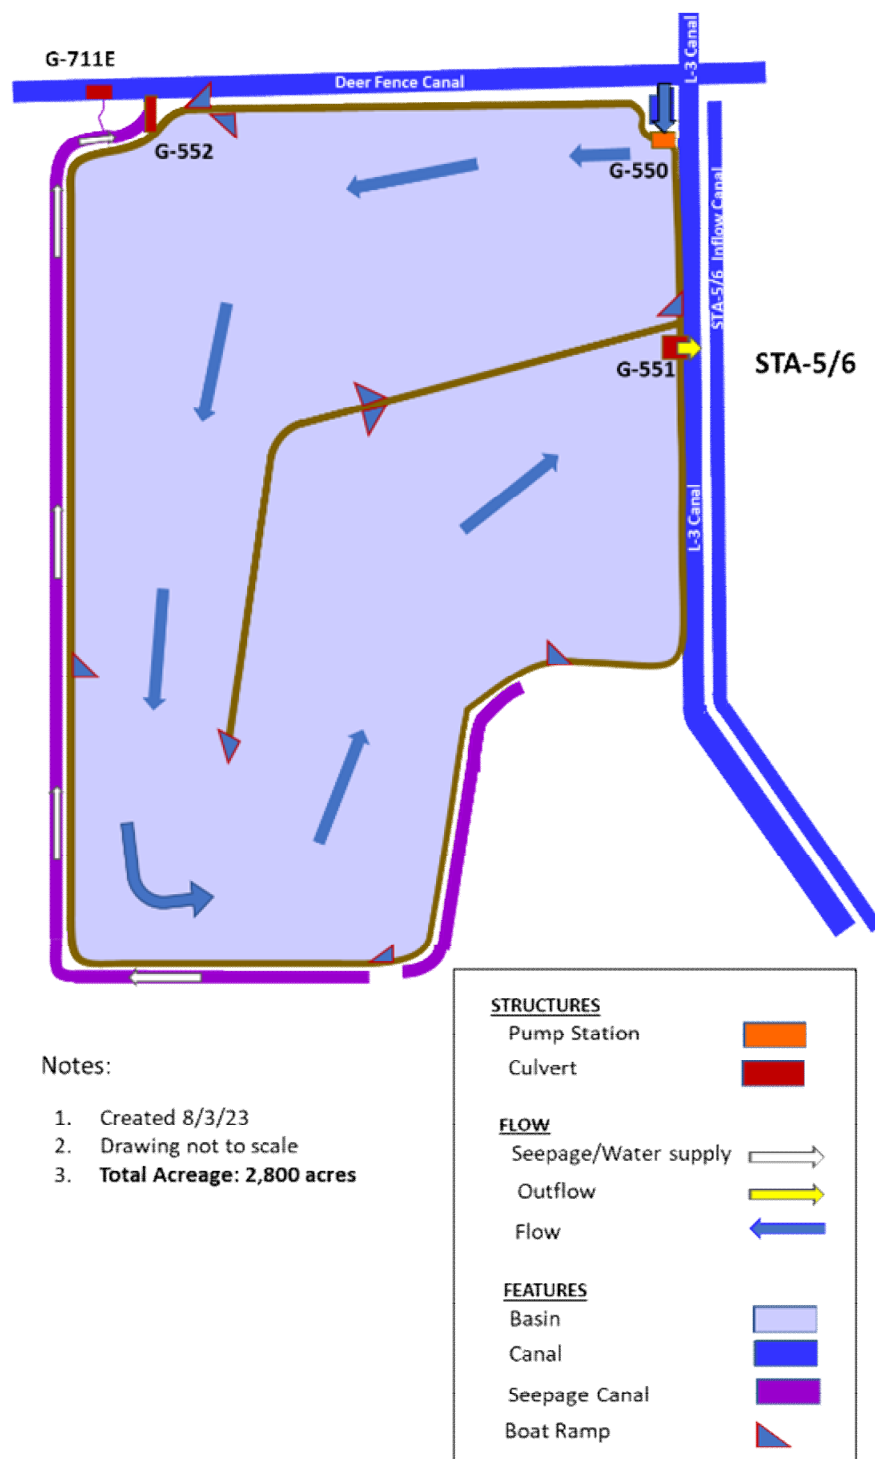 G-711E
Deer Fence Canal
L-3 Canal
G-552
G-550
STA-5/6 Inflow Canal
G-551
STA-5/6
L-3 Canal
Notes:
1. Created 8/3/23
2. Drawing not to scale
3. Total Acreage: 2,800 acres
STRUCTURES
Pump Station
Culvert
FLOW
Seepage/Water supply
Outflow
Flow
FEATURES
Basin
Canal
Seepage Canal
Boat Ramp